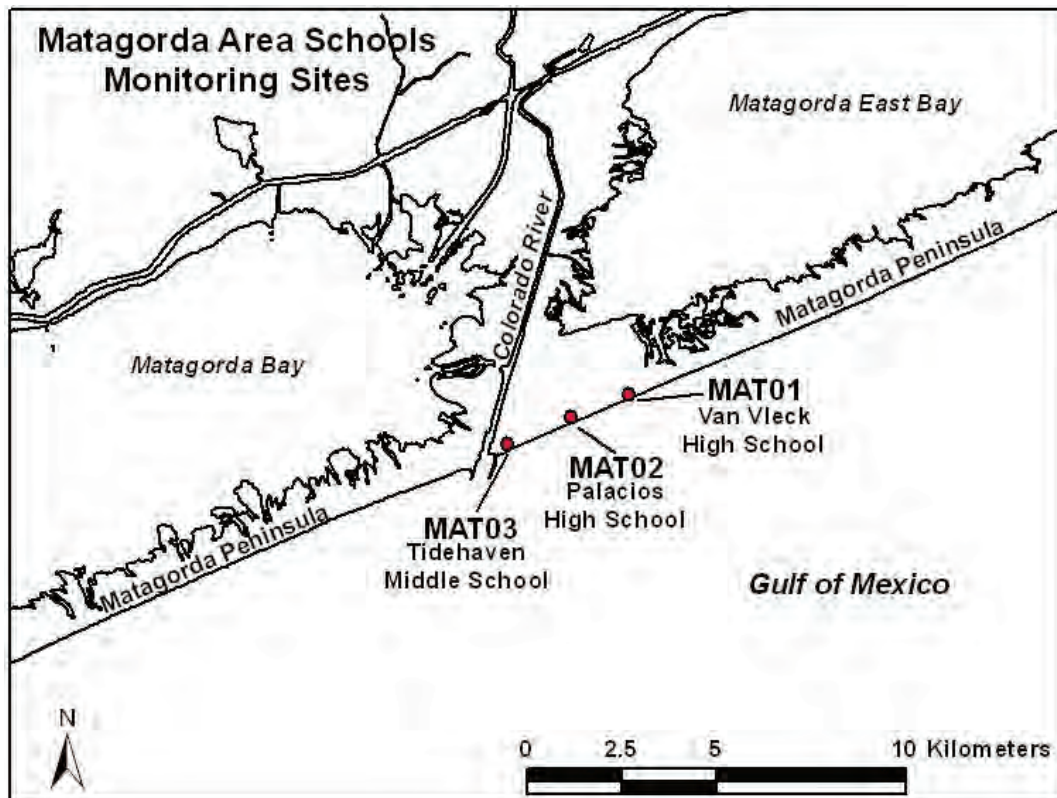 Matagorda Area Schools
Monitoring Sites
Matagorda East Bay
Colorado River
Matagorda Peninsula
Matagorda Bay
MAT01
Van Vleck
High School
MAT02
Palacios
High School
MAT03
Tidehaven
Middle School
Matagorda Peninsula
Gulf of Mexico
N
0 2.5 5 10 Kilometers